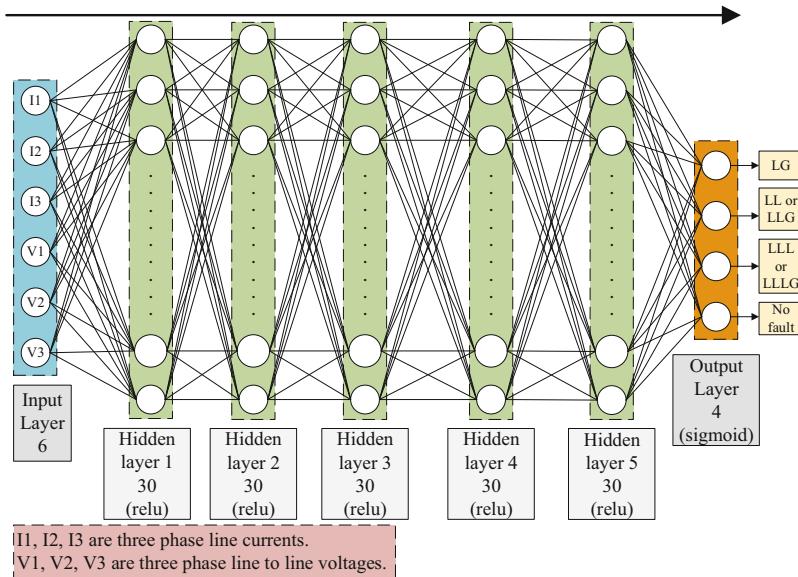 I1
I2
I3
V1
V2
V3
LG
LL or
LLG
LLL
or
LLLG
No
fault
Input
Layer
6
Hidden
layer 1
30
(relu)
Hidden
layer 2
30
(relu)
Hidden
layer 3
30
(relu)
Hidden
layer 4
30
(relu)
Hidden
layer 5
30
(relu)
Output
Layer
4
(sigmoid)
I1, I2, I3 are three phase line currents.
V1, V2, V3 are three phase line to line voltages.